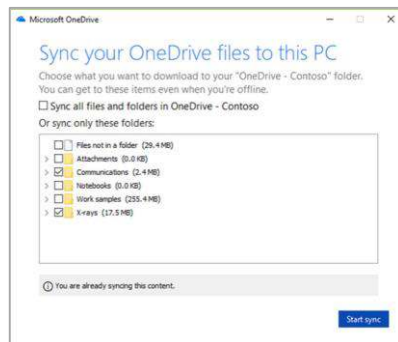 Microsoft OneDrive
Sync your OneDrive files to this PC
Choose what you want to download to your "OneDrive - Contoso" folder.
You can get to these items even when you're offline.
Sync all files and folders in OneDrive - Contoso
Or sync only these folders:
Files not in a folder (29.4 MB)
Attachments (0.0 KB)
Communications (2.4 MB)
Notebooks (0.0 KB)
Work samples (255.4 MB)
X-rays (17.5 MB)
You are already syncing this content.
Start sync